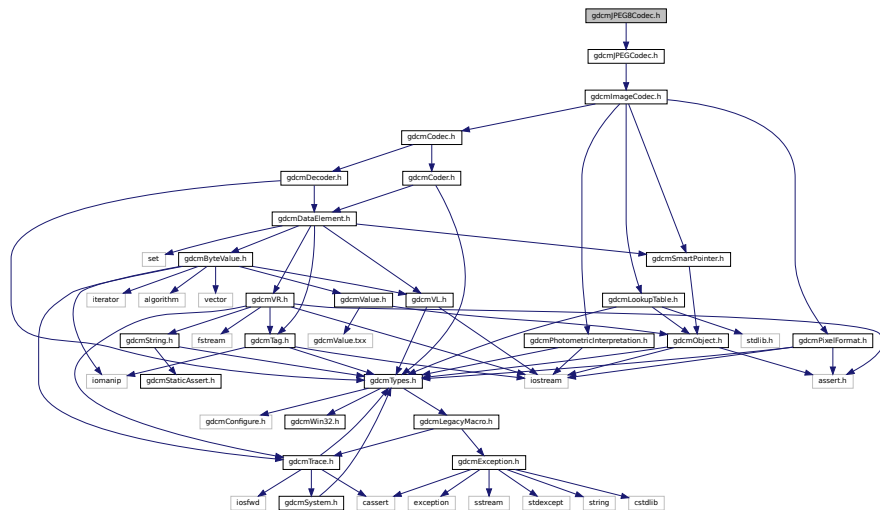 gdcmJPEG8Codec.h
gdcmJPEGCodec.h
gdcmImageCodec.h
gdcmCodec.h
gdcmDecoder.h
gdcmCoder.h
gdcmDataElement.h
set
gdcmByteValue.h
gdcmSmartPointer.h
iterator
algorithm
vector
gdcmVR.h
gdcmValue.h
gdcmVL.h
gdcmLookupTable.h
gdcmString.h
fstream
gdcmTag.h
gdcmValue.txx
gdcmPhotometricInterpretation.h
gdcmObject.h
stdlib.h
gdcmPixelFormat.h
iomanip
gdcmStaticAssert.h
gdcmTypes.h
iostream
assert.h
gdcmConfigure.h
gdcmWin32.h
gdcmLegacyMacro.h
gdcmTrace.h
gdcmException.h
iosfwd
gdcmSystem.h
cassert
exception
sstream
stdexcept
string
cstdlib